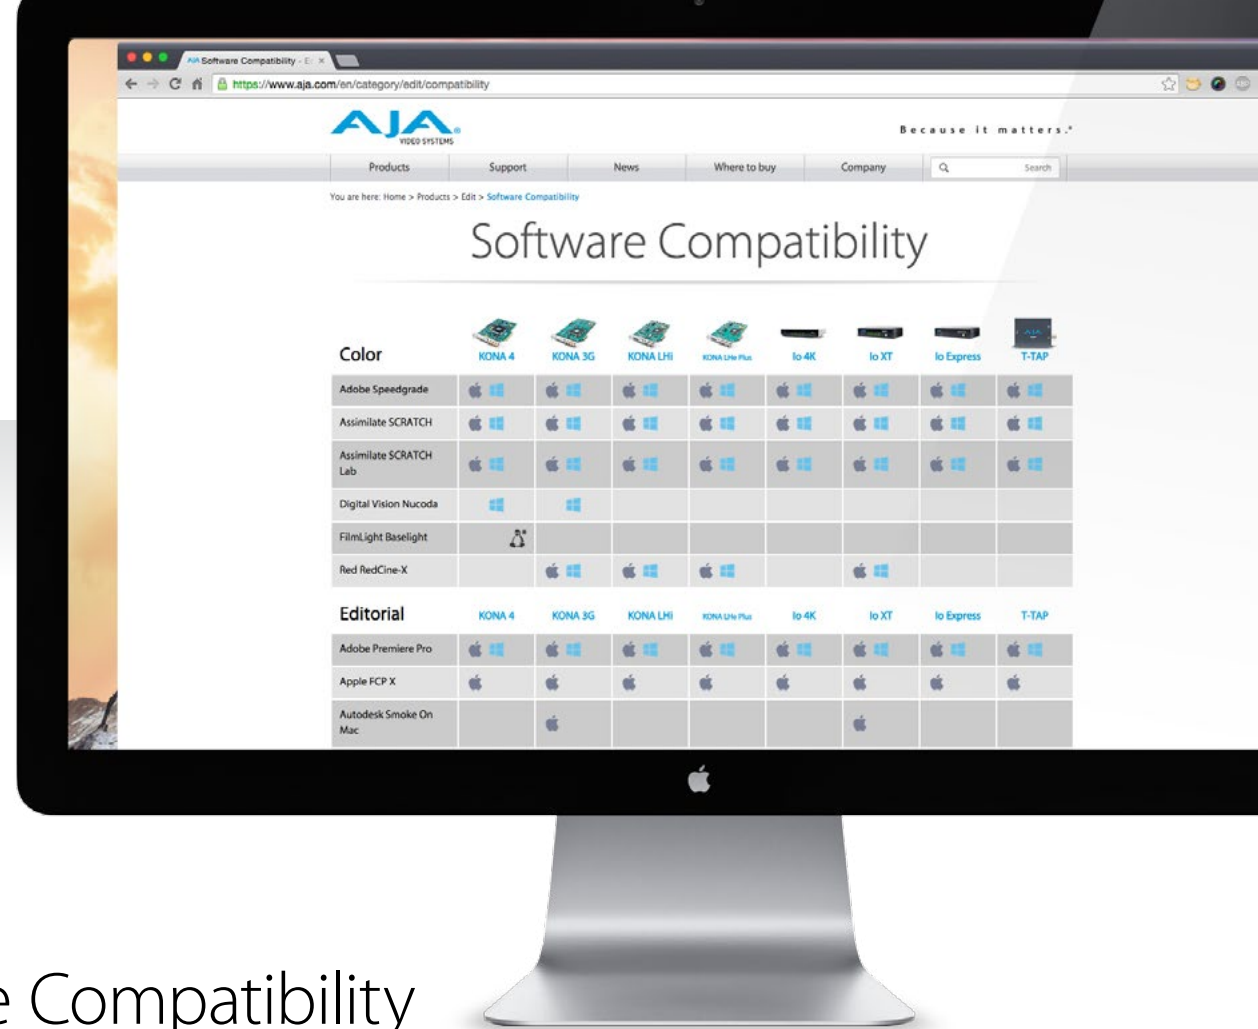 AJA Software Compatibility - E
https://www.aja.com/en/category/edit/compatibility
AJA
VIDEO SYSTEMS
Because it matters.
Products Support News Where to buy Company Search
You are here: Home > Products > Edit > Software Compatibility
Software Compatibility
Color KONA 4 KONA 3G KONA LHi KONA LHe Plus Io 4K Io XT Io Express T-TAP
Adobe Speedgrade
Assimilate SCRATCH
Assimilate SCRATCH
Lab
Digital Vision Nucoda
FilmLight Baselight
Red RedCine-X
Editorial KONA 4 KONA 3G KONA LHi KONA LHe Plus Io 4K Io XT Io Express T-TAP
Adobe Premiere Pro
Apple FCP X
Autodesk Smoke On
Mac
e Compatibility